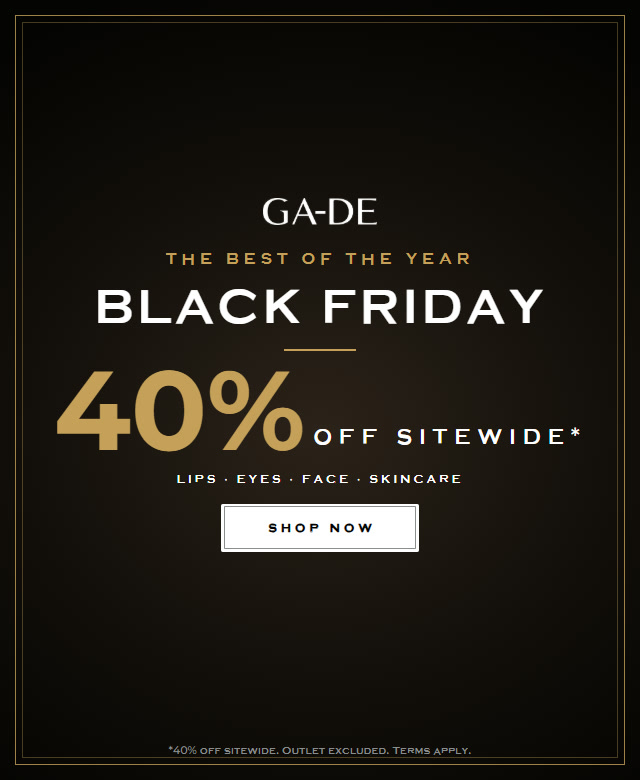 GA-DE
THE BEST OF THE YEAR
BLACK FRIDAY
40% OFF SITEWIDE*
LIPS · EYES · FACE · SKINCARE
SHOP NOW
*40% OFF SITEWIDE. OUTLET EXCLUDED. TERMS APPLY.